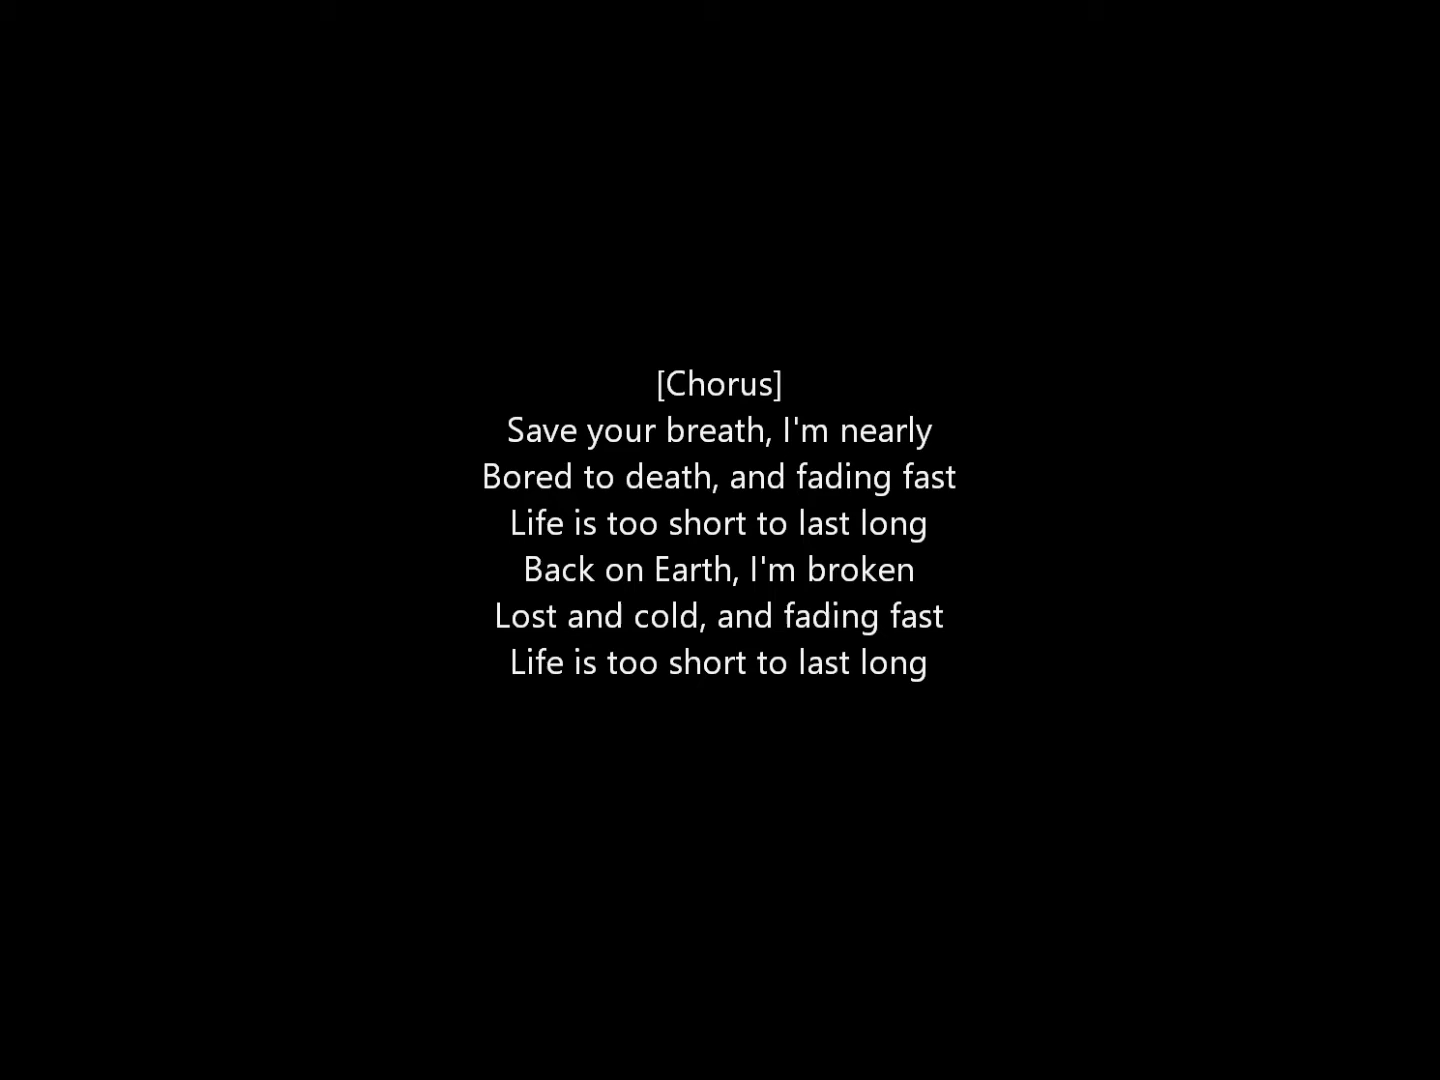 [Chorus]
Save your breath, I'm nearly
Bored to death, and fading fast
Life is too short to last long
Back on Earth, I'm broken
Lost and cold, and fading fast
Life is too short to last long